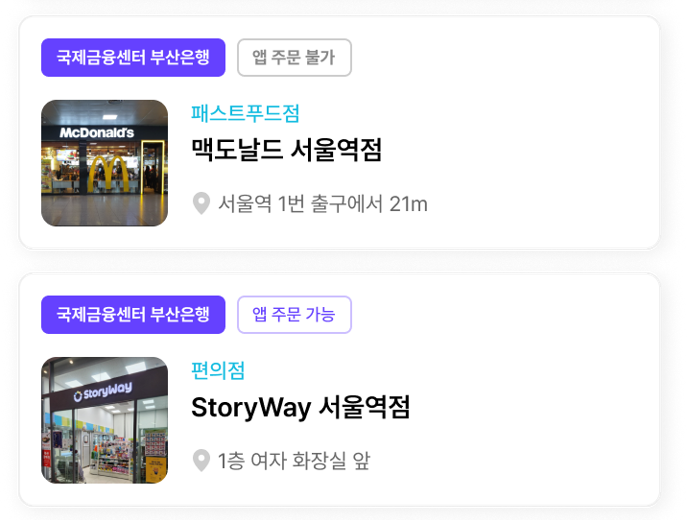 국제금융센터 부산은행
앱 주문 불가
McDonald's
패스트푸드점
맥도날드 서울역점
서울역 1번 출구에서 21m
국제금융센터 부산은행
앱 주문 가능
StoryWay
편의점
StoryWay 서울역점
1층 여자 화장실 앞